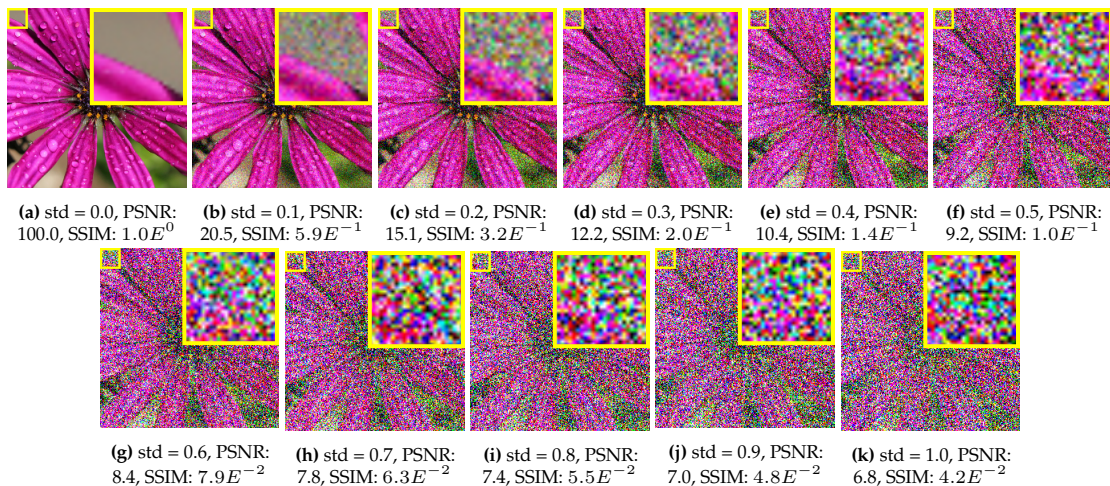 (a) std = 0.0, PSNR:
100.0, SSIM: 1.0E^0
(b) std = 0.1, PSNR:
20.5, SSIM: 5.9E^−1
(c) std = 0.2, PSNR:
15.1, SSIM: 3.2E^−1
(d) std = 0.3, PSNR:
12.2, SSIM: 2.0E^−1
(e) std = 0.4, PSNR:
10.4, SSIM: 1.4E^−1
(f) std = 0.5, PSNR:
9.2, SSIM: 1.0E^−1
(g) std = 0.6, PSNR:
8.4, SSIM: 7.9E^−2
(h) std = 0.7, PSNR:
7.8, SSIM: 6.3E^−2
(i) std = 0.8, PSNR:
7.4, SSIM: 5.5E^−2
(j) std = 0.9, PSNR:
7.0, SSIM: 4.8E^−2
(k) std = 1.0, PSNR:
6.8, SSIM: 4.2E^−2